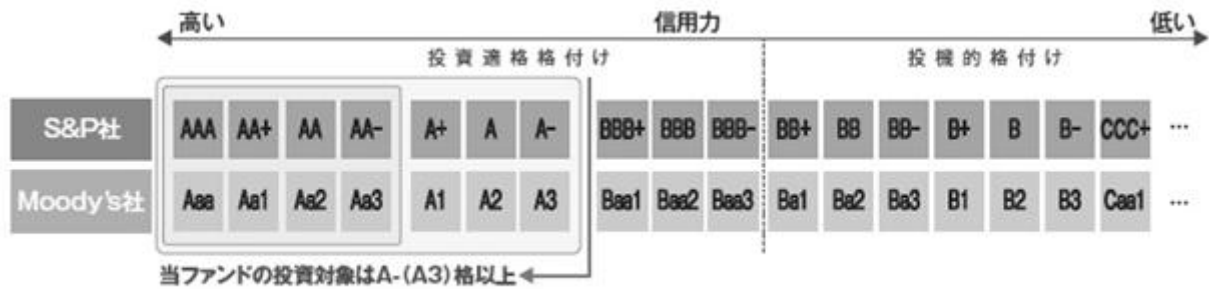 高い 信用力 低い
投資適格格付け 投機的格付け
S&P社 AAA AA+ AA AA- A+ A A- BBB+ BBB BBB- BB+ BB BB- B+ B B- CCC+ …
Moody's社 Aaa Aa1 Aa2 Aa3 A1 A2 A3 Baa1 Baa2 Baa3 Ba1 Ba2 Ba3 B1 B2 B3 Caa1 …
当ファンドの投資対象はA-(A3)格以上